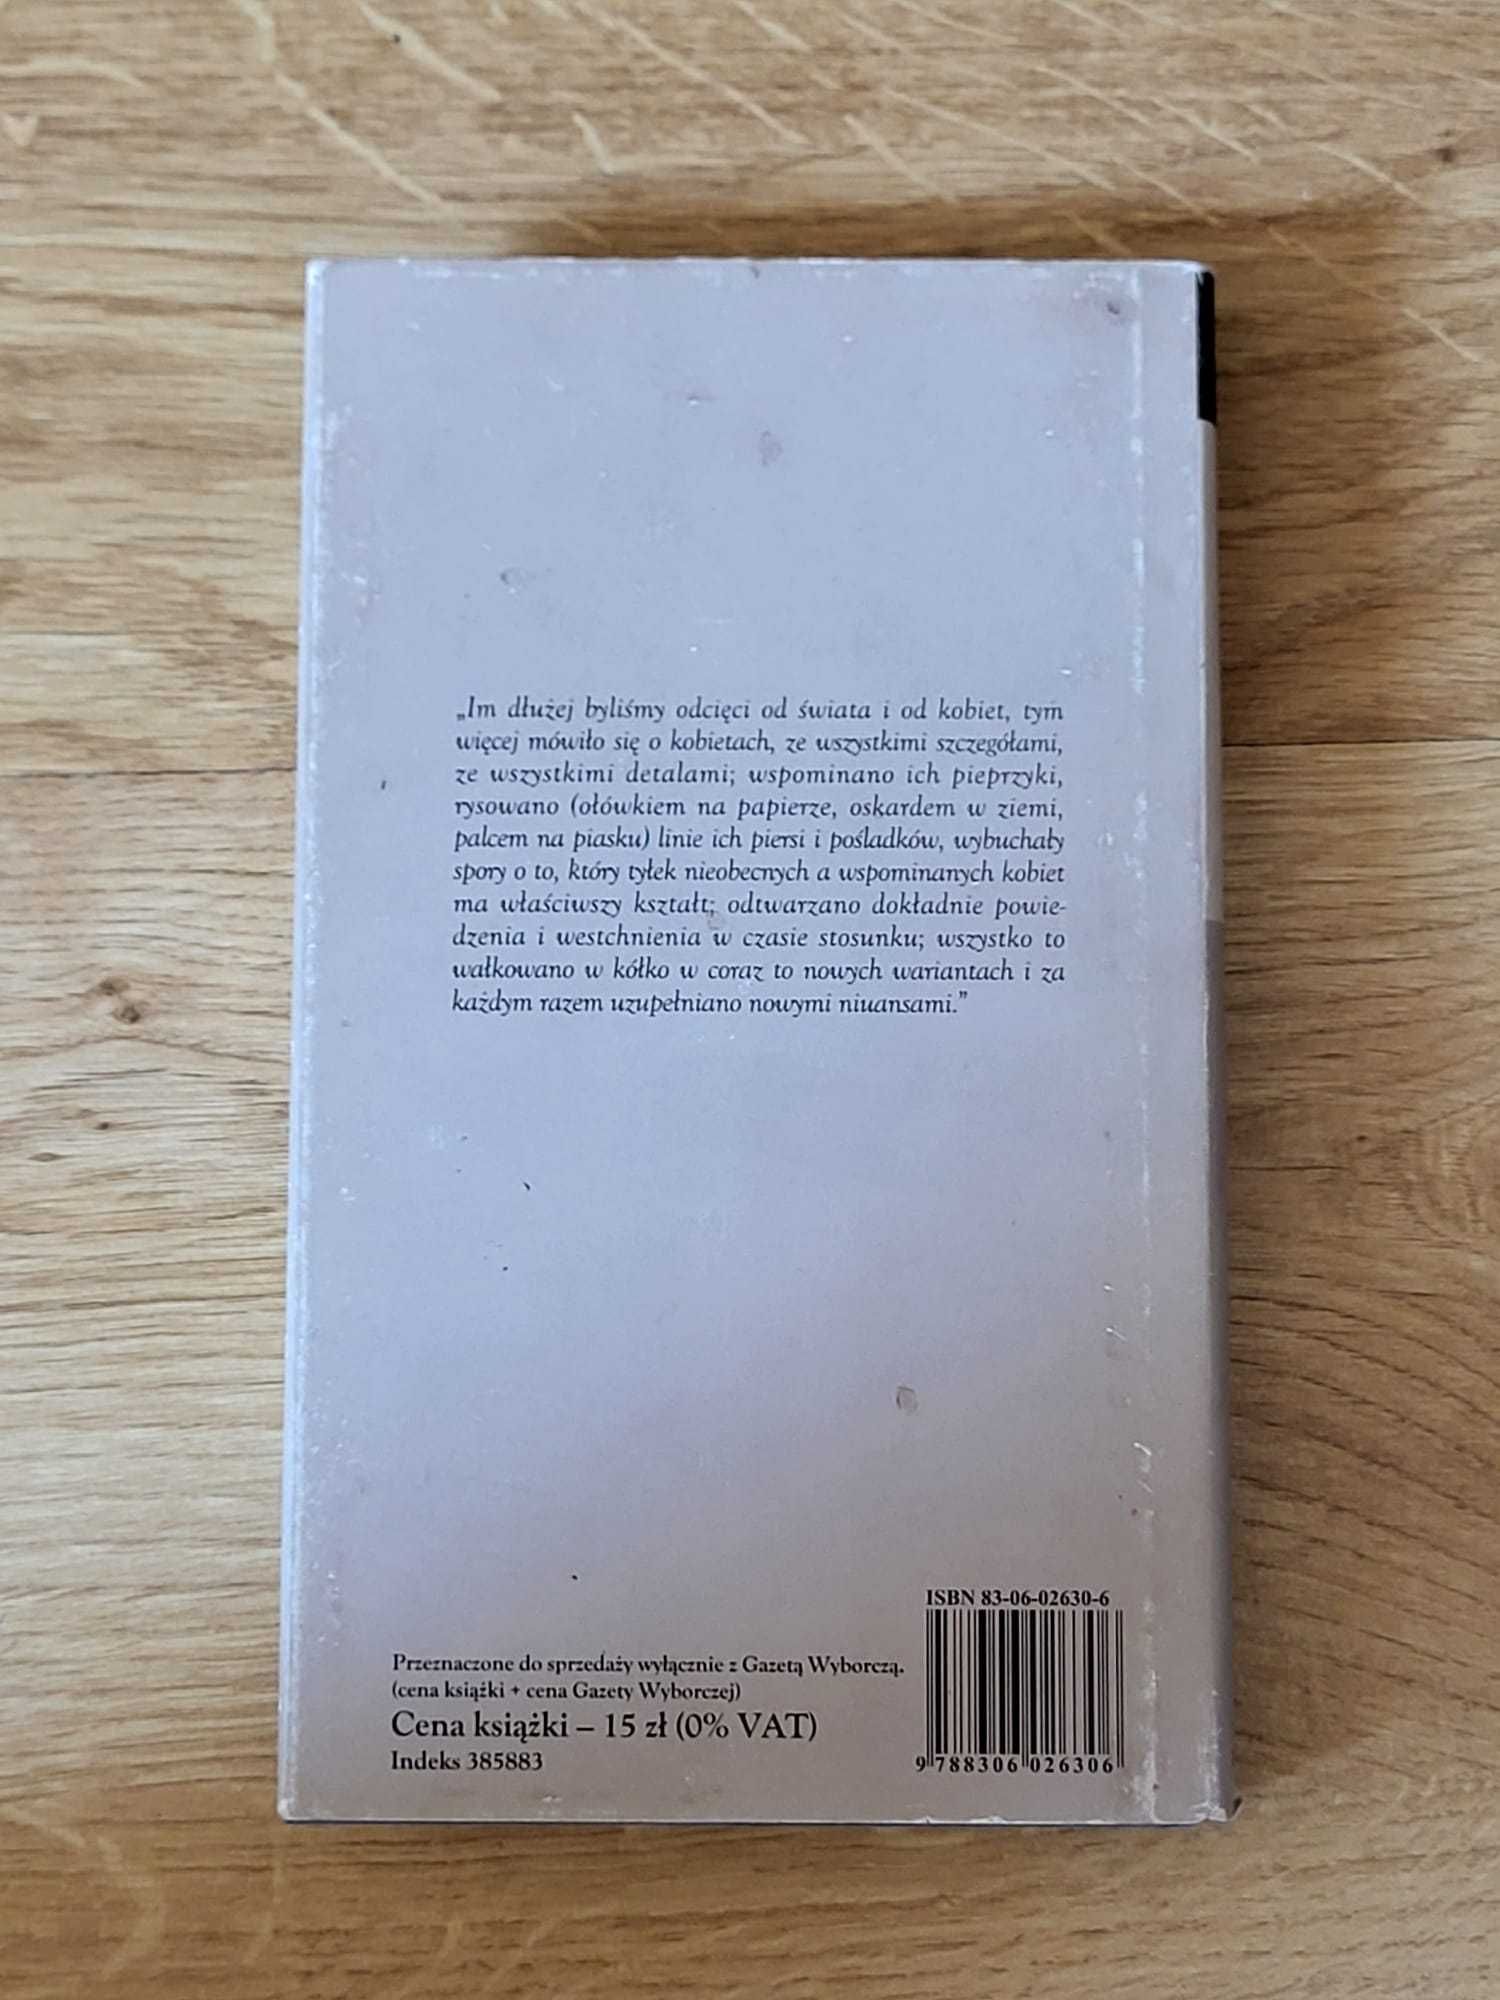 „Im dłużej byliśmy odcięci od świata i od kobiet, tym
więcej mówiło się o kobietach, ze wszystkimi szczegółami,
ze wszystkimi detalami; wspominano ich pieprzyki,
rysowano (ołówkiem na papierze, oskardem w ziemi,
palcem na piasku) linie ich piersi i pośladków, wybuchały
spory o to, który tyłek nieobecnych a wspominanych kobiet
ma właściwszy kształt; odtwarzano dokładnie powie-
dzenia i westchnienia w czasie stosunku; wszystko to
wałkowano w kółko w coraz to nowych wariantach i za
każdym razem uzupełniano nowymi niuansami.”
Przeznaczone do sprzedaży wyłącznie z Gazetą Wyborczą.
(cena książki + cena Gazety Wyborczej)
Cena książki – 15 zł (0% VAT)
Indeks 385883
ISBN 83-06-02630-6
9 788306 026306